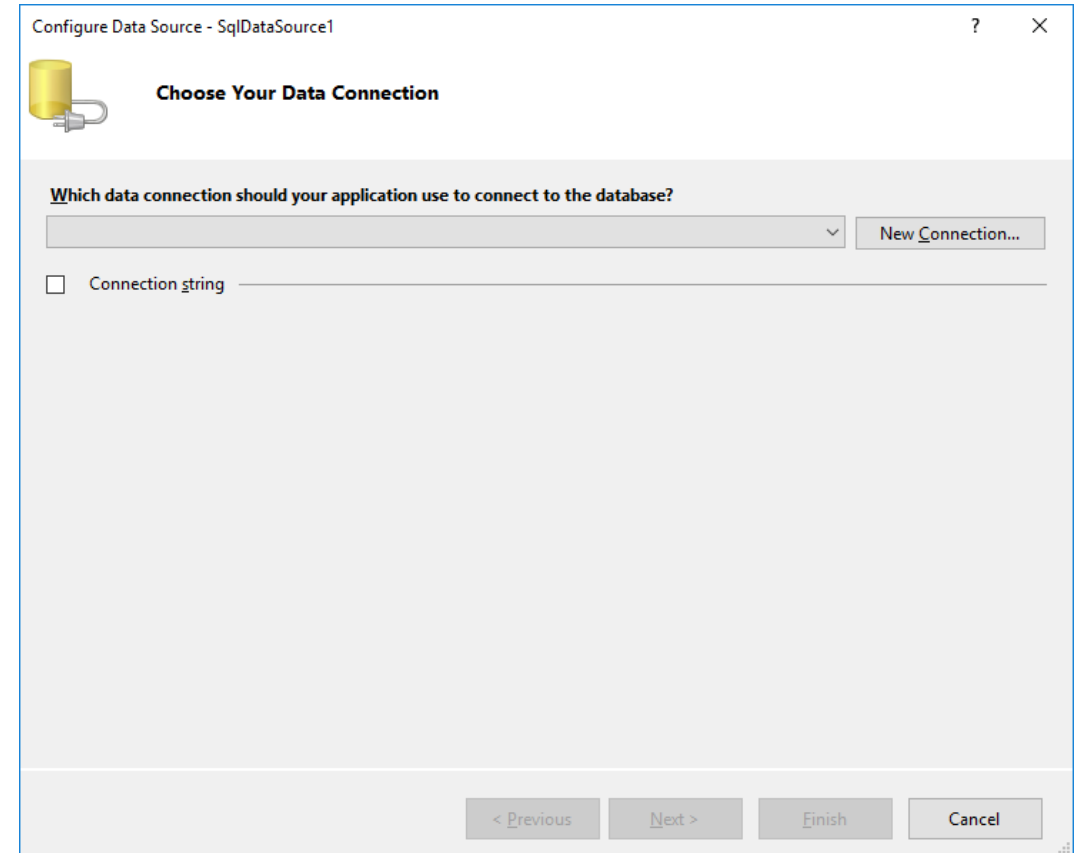 Configure Data Source - SqlDataSource1
?
Choose Your Data Connection
Which data connection should your application use to connect to the database?
New Connection...
Connection string
< Previous
Next >
Finish
Cancel